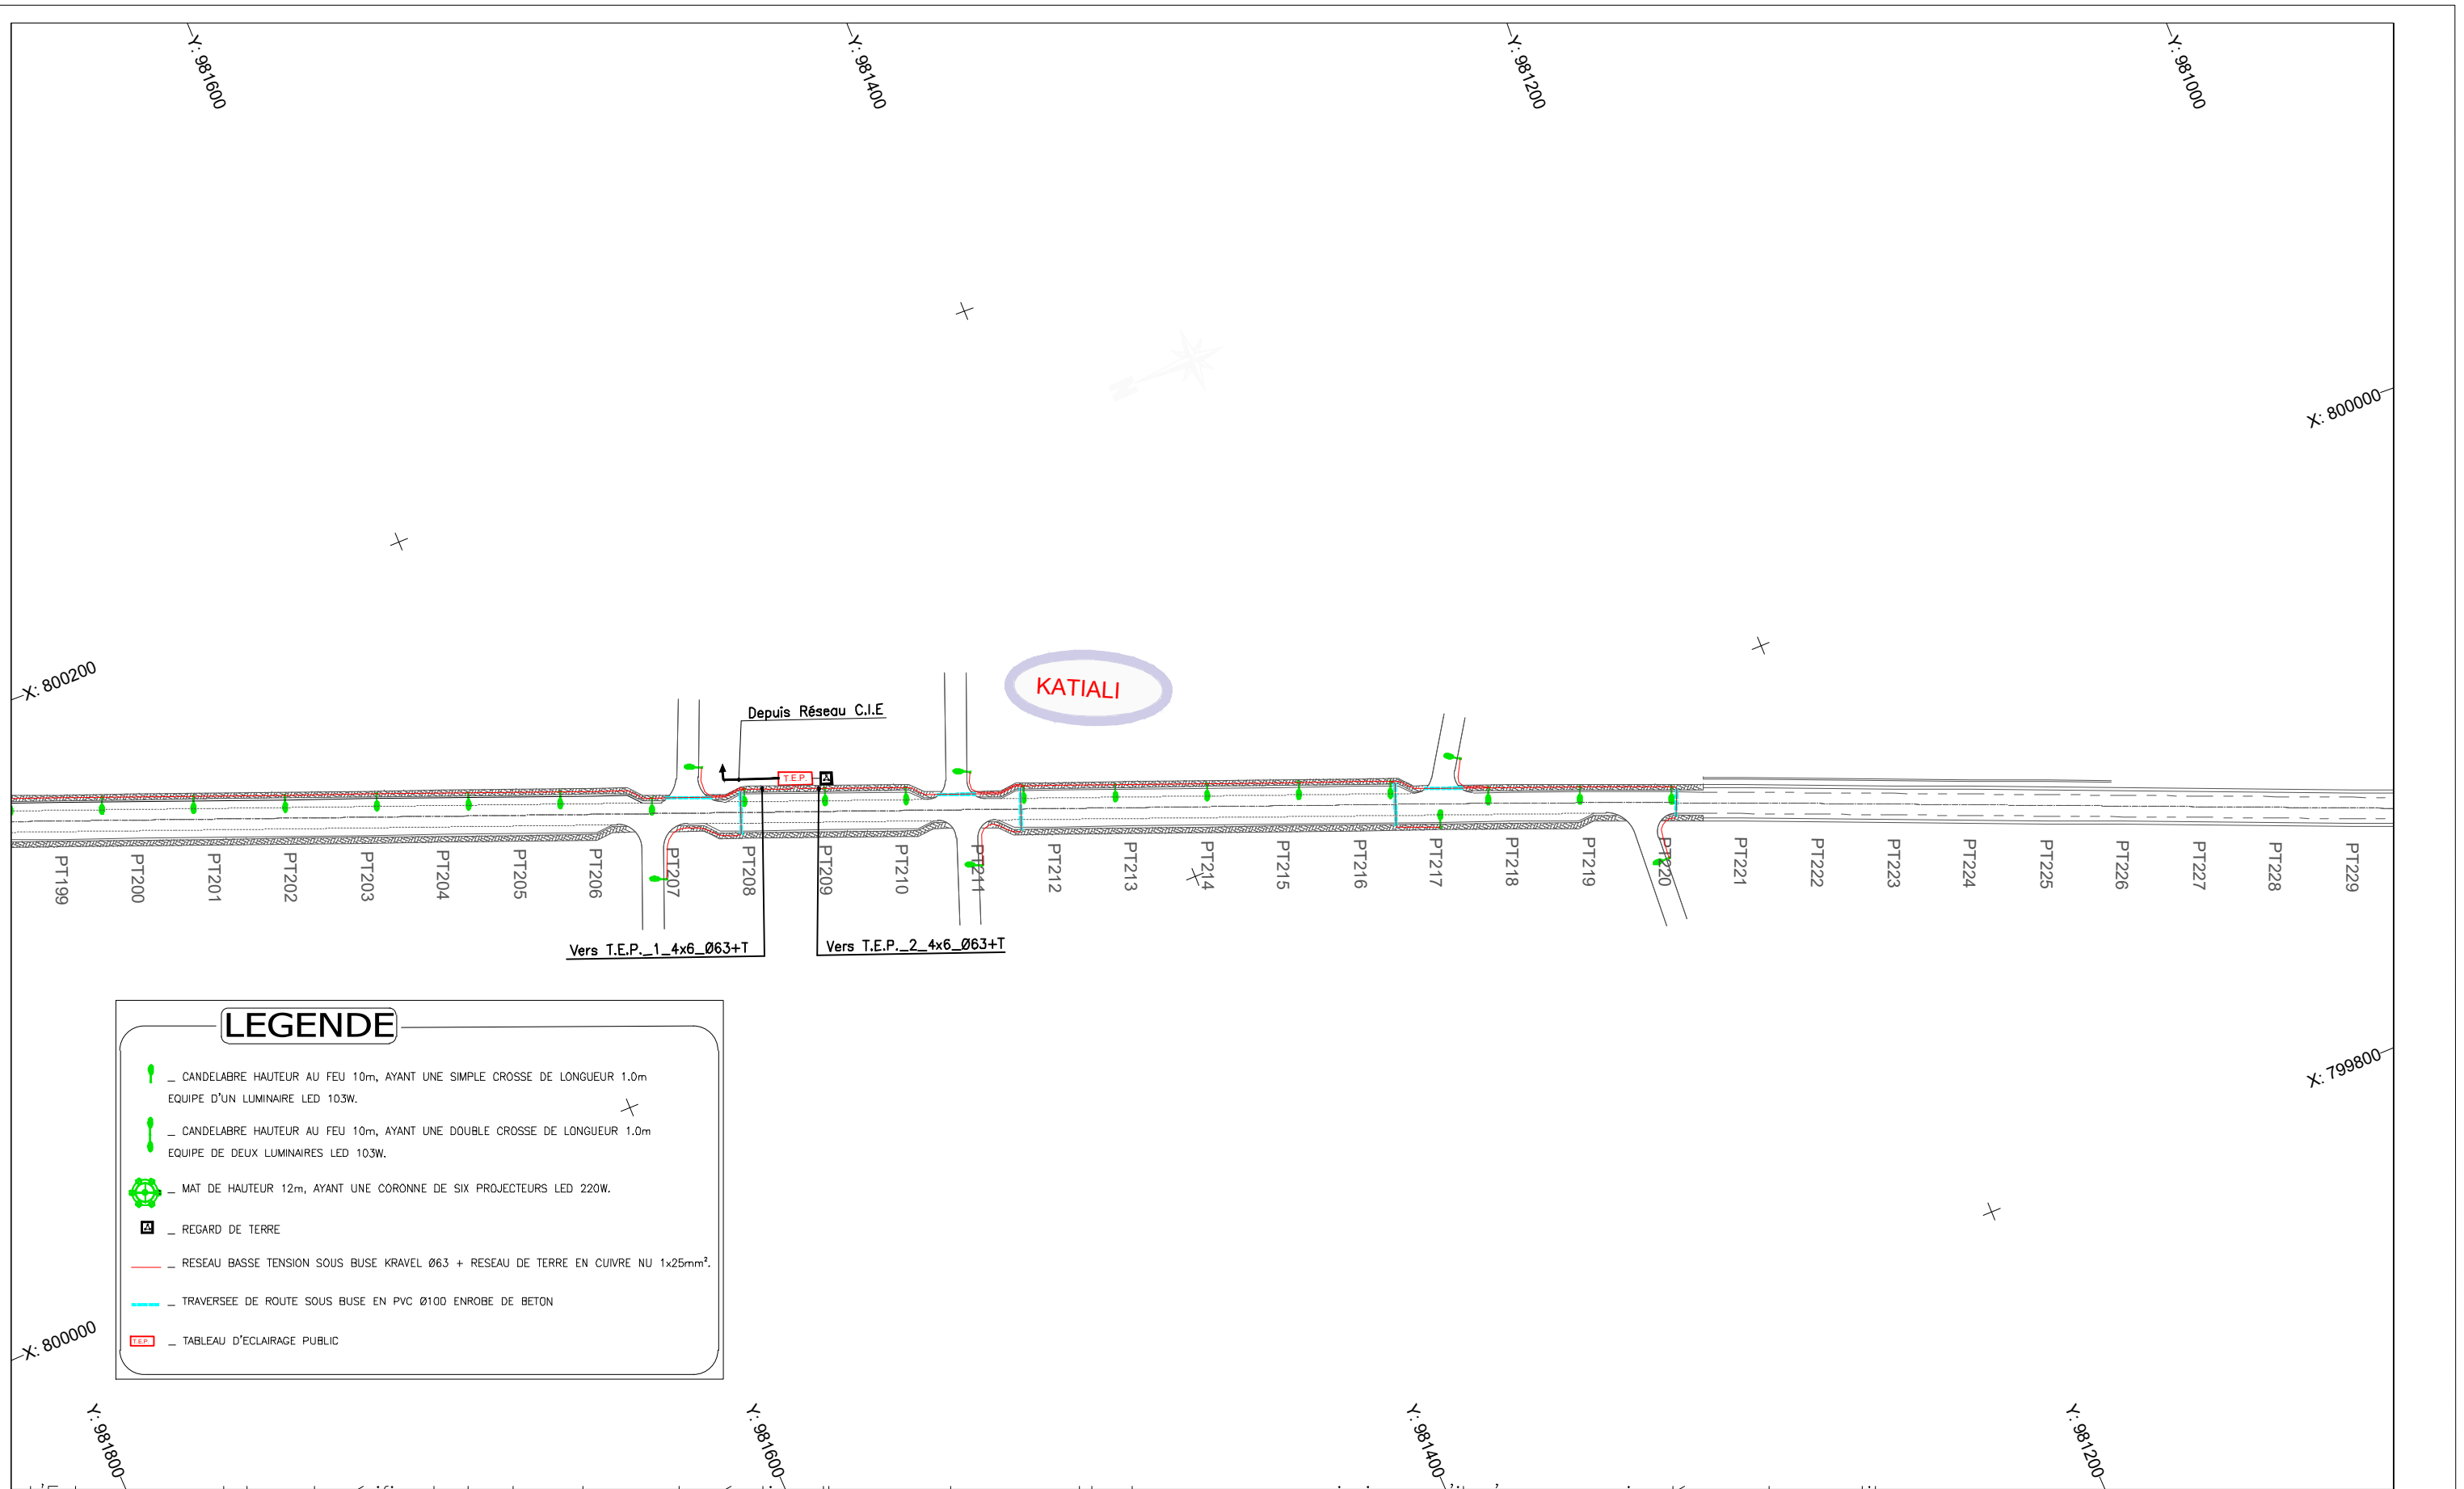 Y: 981600
Y: 981400
Y: 981200
Y: 981000
X: 800000
X: 800200
KATIALI
Depuis Réseau C.I.E
T.E.P.
PT199
PT200
PT201
PT202
PT203
PT204
PT205
PT206
PT207
PT208
PT209
PT210
PT211
PT212
PT213
PT214
PT215
PT216
PT217
PT218
PT219
PT220
PT221
PT222
PT223
PT224
PT225
PT226
PT227
PT228
PT229
Vers T.E.P._1_4x6_Ø63+T
Vers T.E.P._2_4x6_Ø63+T
X: 799800
LEGENDE
_ CANDELABRE HAUTEUR AU FEU 10m, AYANT UNE SIMPLE CROSSE DE LONGUEUR 1.0m
EQUIPE D'UN LUMINAIRE LED 103W.
_ CANDELABRE HAUTEUR AU FEU 10m, AYANT UNE DOUBLE CROSSE DE LONGUEUR 1.0m
EQUIPE DE DEUX LUMINAIRES LED 103W.
_ MAT DE HAUTEUR 12m, AYANT UNE CORONNE DE SIX PROJECTEURS LED 220W.
_ REGARD DE TERRE
_ RESEAU BASSE TENSION SOUS BUSE KRAVEL Ø63 + RESEAU DE TERRE EN CUIVRE NU 1x25mm².
_ TRAVERSEE DE ROUTE SOUS BUSE EN PVC Ø100 ENROBE DE BETON
T.E.P. _ TABLEAU D'ECLAIRAGE PUBLIC
X: 800000
Y: 981800
Y: 981600
Y: 981400
Y: 981200